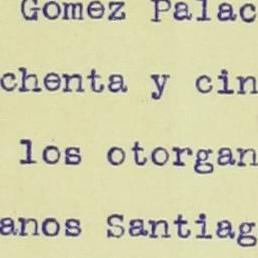 Gomez Palac
chenta y cin
los otorgan
anos Santiag